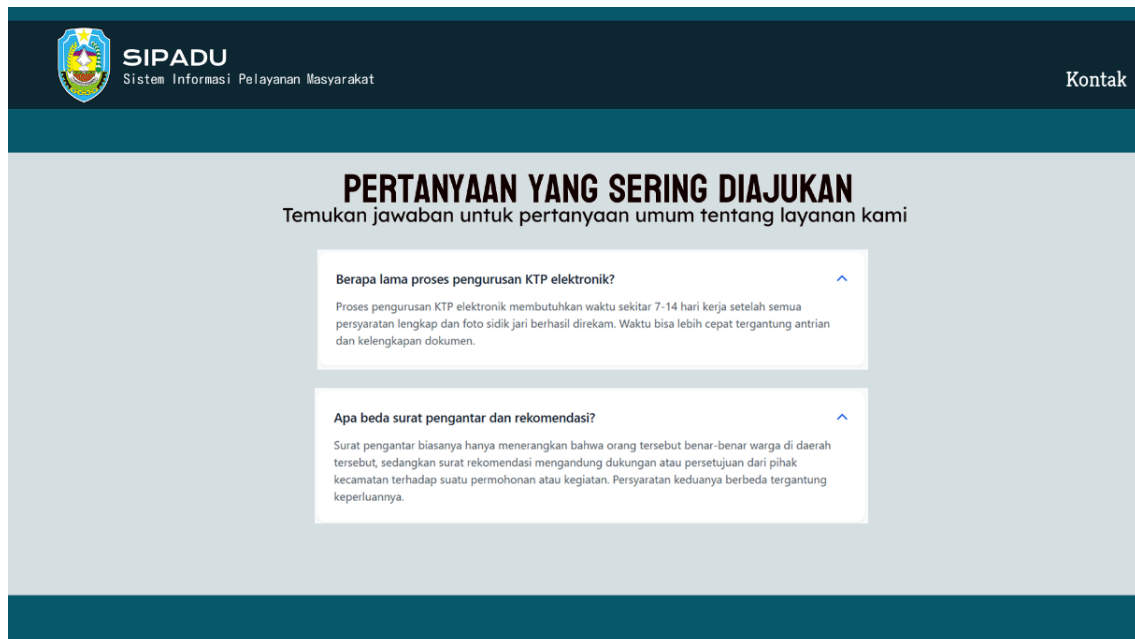 SIPADU
Sistem Informasi Pelayanan Masyarakat
Kontak
PERTANYAAN YANG SERING DIAJUKAN
Temukan jawaban untuk pertanyaan umum tentang layanan kami
Berapa lama proses pengurusan KTP elektronik?
Proses pengurusan KTP elektronik membutuhkan waktu sekitar 7-14 hari kerja setelah semua
persyaratan lengkap dan foto sidik jari berhasil direkam. Waktu bisa lebih cepat tergantung antrian
dan kelengkapan dokumen.
Apa beda surat pengantar dan rekomendasi?
Surat pengantar biasanya hanya menerangkan bahwa orang tersebut benar-benar warga di daerah
tersebut, sedangkan surat rekomendasi mengandung dukungan atau persetujuan dari pihak
kecamatan terhadap suatu permohonan atau kegiatan. Persyaratan keduanya berbeda tergantung
keperluannya.